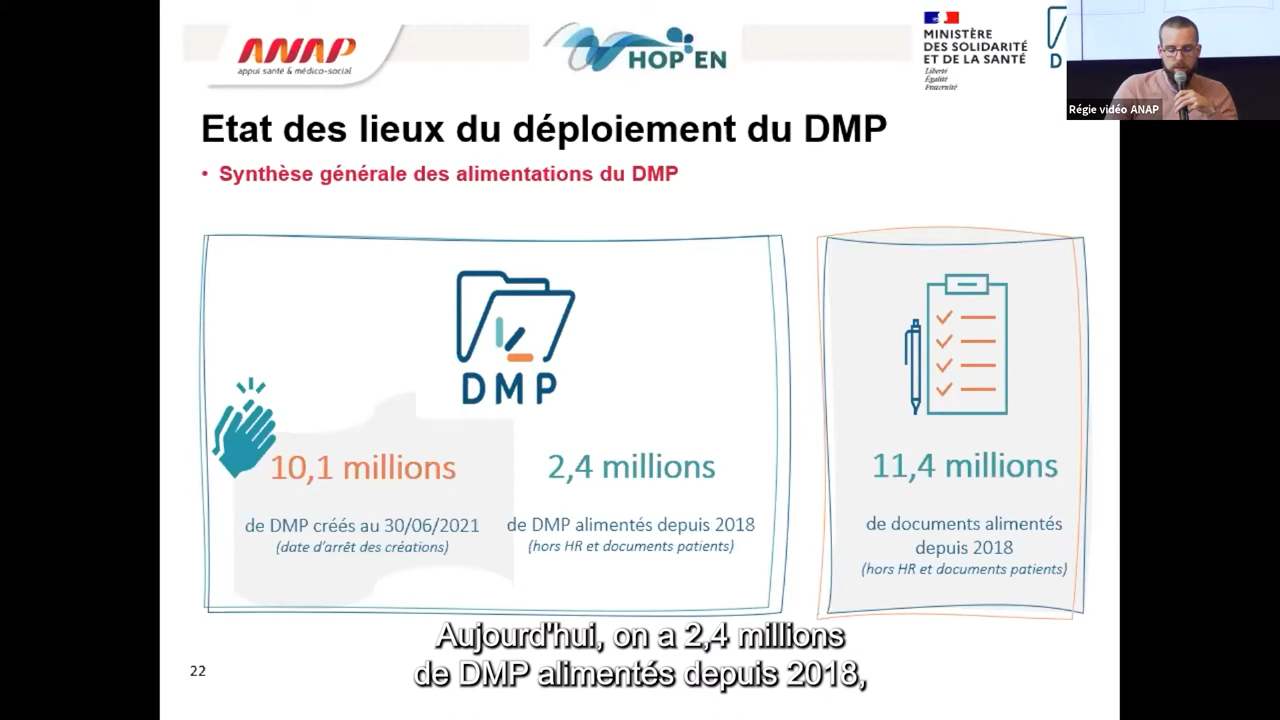 ANAP
appui santé & médico-social
HOP'EN
MINISTÈRE
DES SOLIDARITÉ
ET DE LA SANTÉ
Liberté
Égalité
Fraternité
D
Régie vidéo ANAP
Etat des lieux du déploiement du DMP
• Synthèse générale des alimentations du DMP
DMP
10,1 millions
de DMP créés au 30/06/2021
(date d'arrêt des créations)
2,4 millions
de DMP alimentés depuis 2018
(hors HR et documents patients)
11,4 millions
de documents alimentés
depuis 2018
(hors HR et documents patients)
Aujourd'hui, on a 2,4 millions
de DMP alimentés depuis 2018,
22